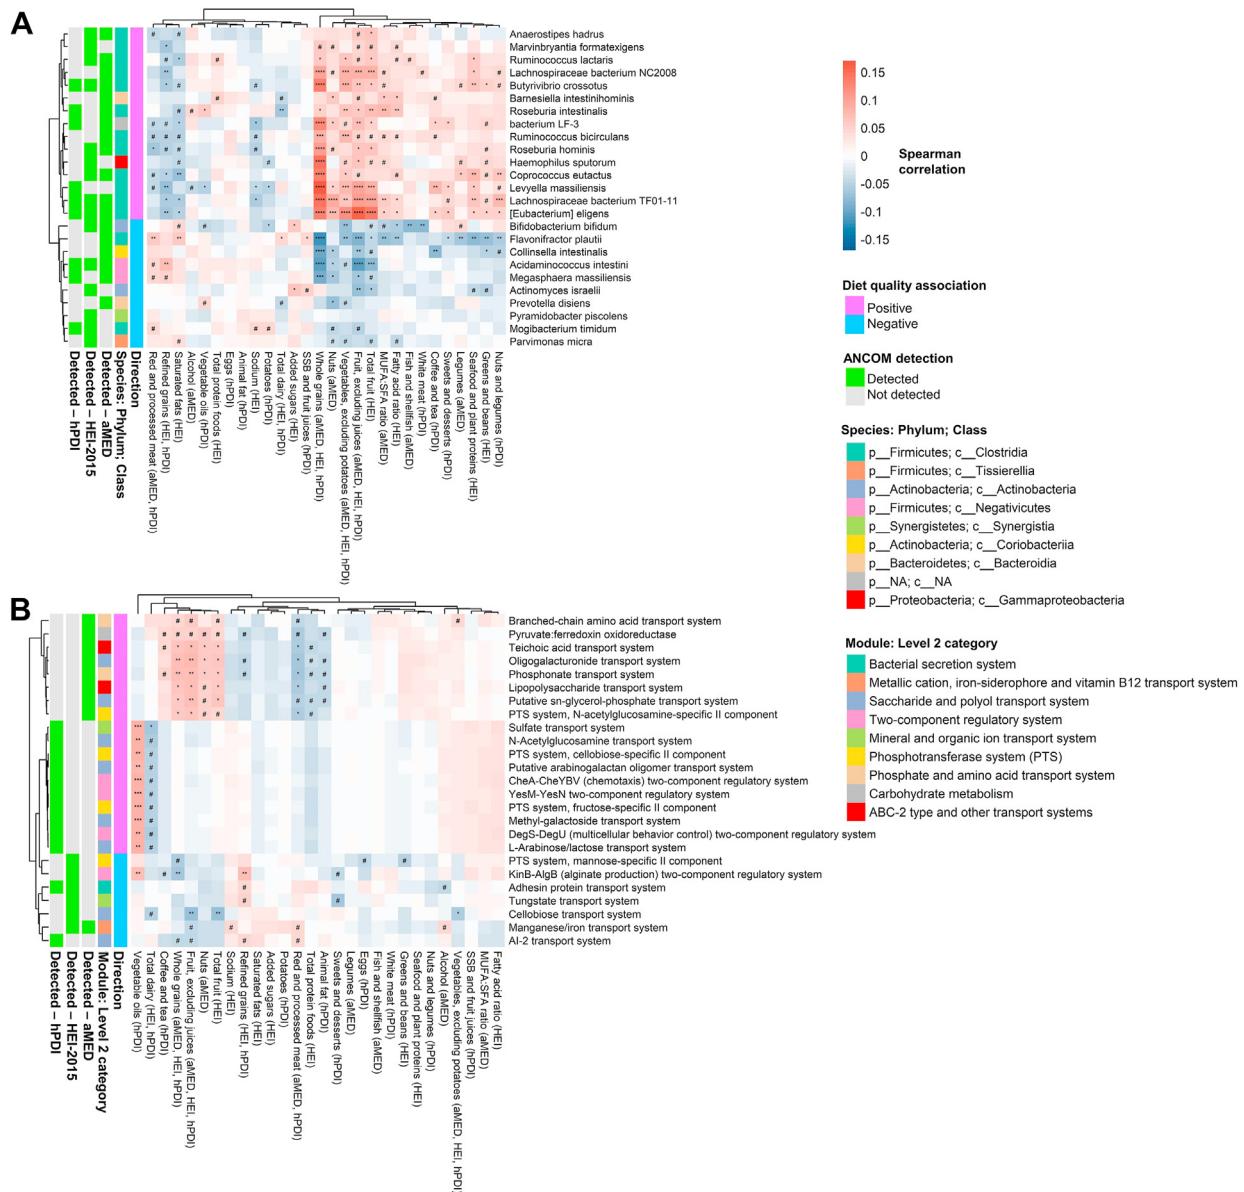 A
Anaerostipes hadrus
Marvinbryantia formatexigens
Ruminococcus lactaris
Lachnospiraceae bacterium NC2008
Butyrivibrio crossotus
Barnesiella intestinihominis
Roseburia intestinalis
bacterium LF-3
Ruminococcus bicirculans
Roseburia hominis
Haemophilus sputorum
Coprococcus eutactus
Levyella massiliensis
Lachnospiraceae bacterium TF01-11
[Eubacterium] eligens
Bifidobacterium bifidum
Flavonifractor plautii
Collinsella intestinalis
Acidaminococcus intestini
Megasphaera massiliensis
Actinomyces israelii
Prevotella disiens
Pyramidobacter piscolens
Mogibacterium timidum
Parvimonas micra
Detected – hPDI
Detected – HEI-2015
Detected – aMED
Species: Phylum; Class
Direction
Red and processed meat (aMED, hPDI)
Refined grains (HEI, hPDI)
Saturated fats (HEI)
Alcohol (aMED)
Vegetable oils (hPDI)
Total protein foods (HEI)
Eggs (hPDI)
Animal fat (hPDI)
Sodium (HEI)
Potatoes (hPDI)
Total dairy (HEI, hPDI)
Added sugars (HEI)
SSB and fruit juices (hPDI)
Whole grains (aMED, HEI, hPDI)
Nuts (aMED)
Vegetables, excluding potatoes (aMED, HEI, hPDI)
Fruit, excluding juices (aMED, HEI, hPDI)
Total fruit (HEI)
MUFA:SFA ratio (aMED)
Fatty acid ratio (HEI)
Fish and shellfish (aMED)
White meat (hPDI)
Coffee and tea (hPDI)
Sweets and desserts (hPDI)
Legumes (aMED)
Seafood and plant proteins (HEI)
Greens and beans (HEI)
Nuts and legumes (hPDI)
0.15
0.1
0.05
0
-0.05
-0.1
-0.15
Spearman
correlation
Diet quality association
Positive
Negative
ANCOM detection
Detected
Not detected
Species: Phylum; Class
p__Firmicutes; c__Clostridia
p__Firmicutes; c__Tissierellia
p__Actinobacteria; c__Actinobacteria
p__Firmicutes; c__Negativicutes
p__Synergistetes; c__Synergistia
p__Actinobacteria; c__Coriobacteriia
p__Bacteroidetes; c__Bacteroidia
p__NA; c__NA
p__Proteobacteria; c__Gammaproteobacteria
Module: Level 2 category
Bacterial secretion system
Metallic cation, iron-siderophore and vitamin B12 transport system
Saccharide and polyol transport system
Two-component regulatory system
Mineral and organic ion transport system
Phosphotransferase system (PTS)
Phosphate and amino acid transport system
Carbohydrate metabolism
ABC-2 type and other transport systems
B
Branched-chain amino acid transport system
Pyruvate:ferredoxin oxidoreductase
Teichoic acid transport system
Oligogalacturonide transport system
Phosphonate transport system
Lipopolysaccharide transport system
Putative sn-glycerol-phosphate transport system
PTS system, N-acetylglucosamine-specific II component
Sulfate transport system
N-Acetylglucosamine transport system
PTS system, cellobiose-specific II component
Putative arabinogalactan oligomer transport system
CheA-CheYBV (chemotaxis) two-component regulatory system
YesM-YesN two-component regulatory system
PTS system, fructose-specific II component
Methyl-galactoside transport system
DegS-DegU (multicellular behavior control) two-component regulatory system
L-Arabinose/lactose transport system
PTS system, mannose-specific II component
KinB-AlgB (alginate production) two-component regulatory system
Adhesin protein transport system
Tungstate transport system
Cellobiose transport system
Manganese/iron transport system
AI-2 transport system
Detected – hPDI
Detected – HEI-2015
Detected – aMED
Module: Level 2 category
Direction
Vegetable oils (hPDI)
Total dairy (HEI, hPDI)
Coffee and tea (hPDI)
Whole grains (aMED, HEI, hPDI)
Fruit, excluding juices (aMED, HEI, hPDI)
Nuts (aMED)
Total fruit (HEI)
Sodium (HEI)
Refined grains (HEI, hPDI)
Saturated fats (HEI)
Added sugars (HEI)
Potatoes (hPDI)
Red and processed meat (aMED, hPDI)
Total protein foods (HEI)
Animal fat (hPDI)
Sweets and desserts (hPDI)
Legumes (aMED)
Eggs (hPDI)
Fish and shellfish (aMED)
White meat (hPDI)
Greens and beans (HEI)
Seafood and plant proteins (HEI)
Nuts and legumes (hPDI)
Alcohol (aMED)
Vegetables, excluding potatoes (aMED, HEI, hPDI)
SSB and fruit juices (hPDI)
MUFA:SFA ratio (aMED)
Fatty acid ratio (HEI)